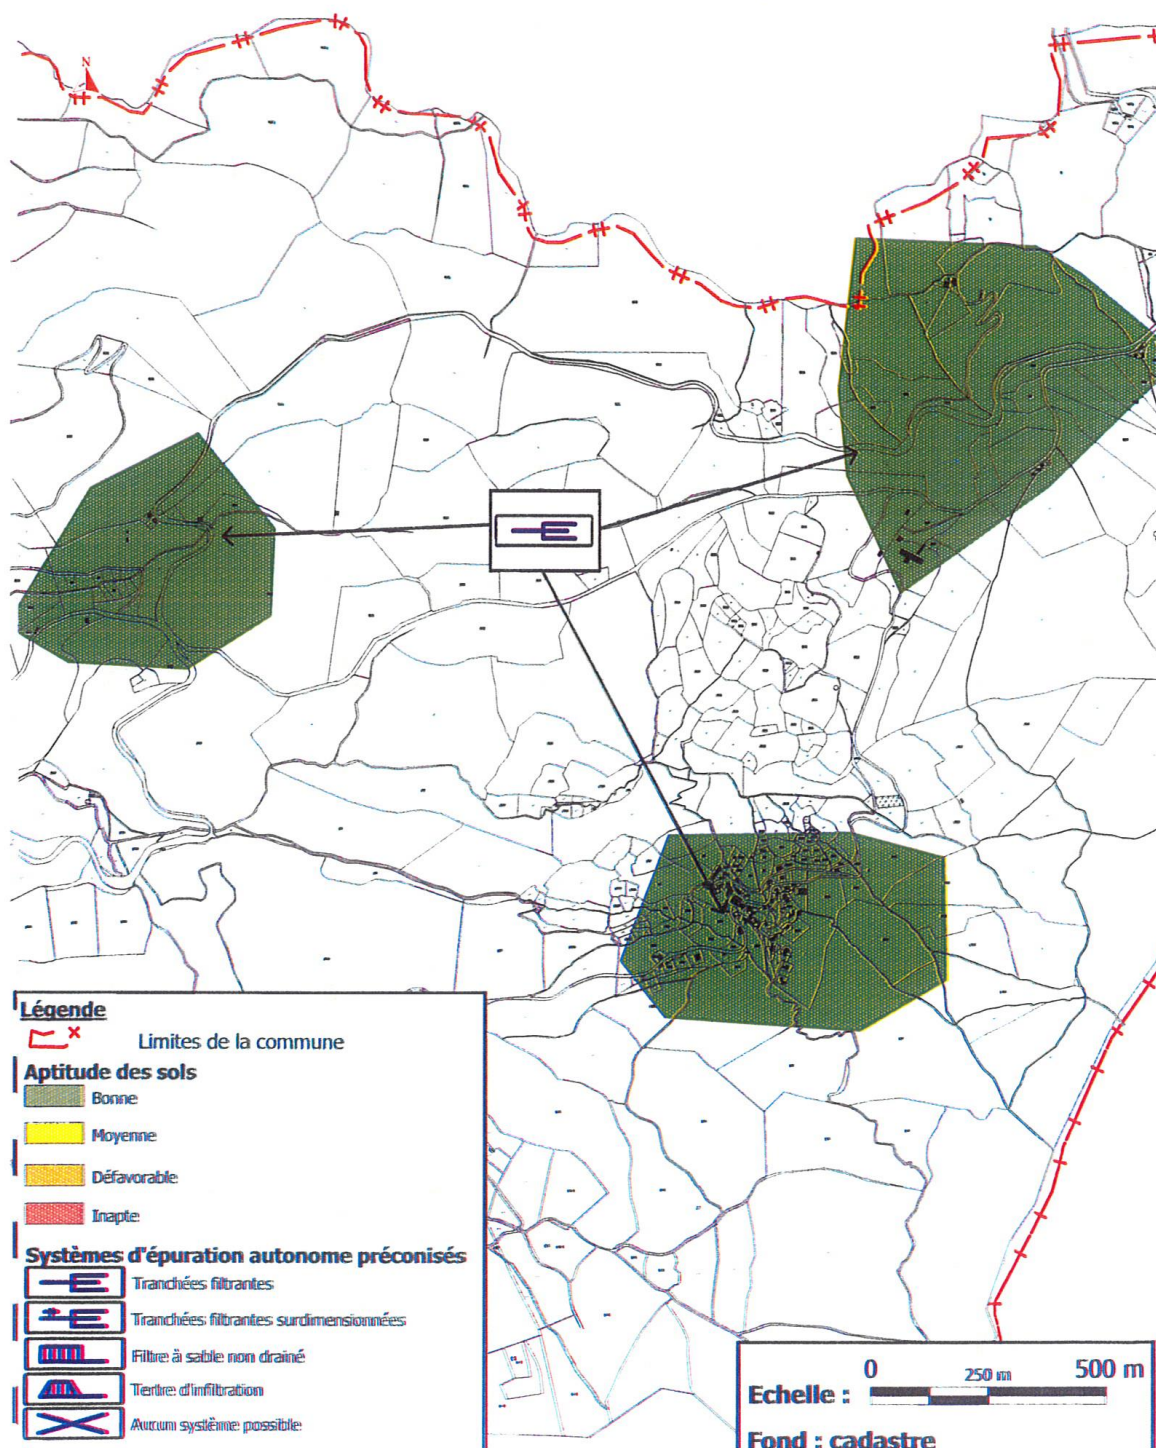 N
Légende
Limites de la commune
Aptitude des sols
Bonne
Moyenne
Défavorable
Inapte
Systèmes d'épuration autonome préconisés
Tranchées filtrantes
Tranchées filtrantes surdimensionnées
Filtre à sable non drainé
Tertre d'infiltration
Aucun système possible
0 250 m 500 m
Echelle :
Fond : cadastre